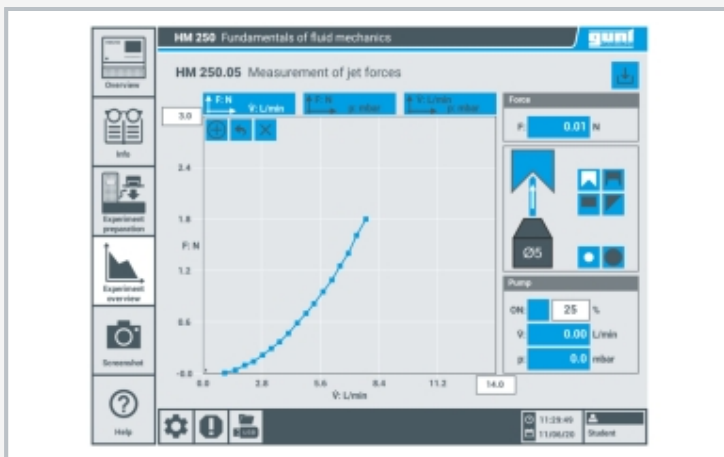 HM 250 Fundamentals of fluid mechanics
gunt
HM 250.05 Measurement of jet forces
Overview
Info
Experiment
preparation
Experiment
overview
Screenshot
Help
F: N
V̇: L/min
F: N
p: mbar
V̇: L/min
p: mbar
3.0
2.4
1.8
F: N
1.2
0.6
-0.0
0.0 2.8 5.6 8.4 11.2 14.0
V̇: L/min
Force
F: 0.01 N
Ø5
Pump
ON: 25 %
V̇: 0.00 L/min
p: 0.0 mbar
11:29:49
11/06/20
Student